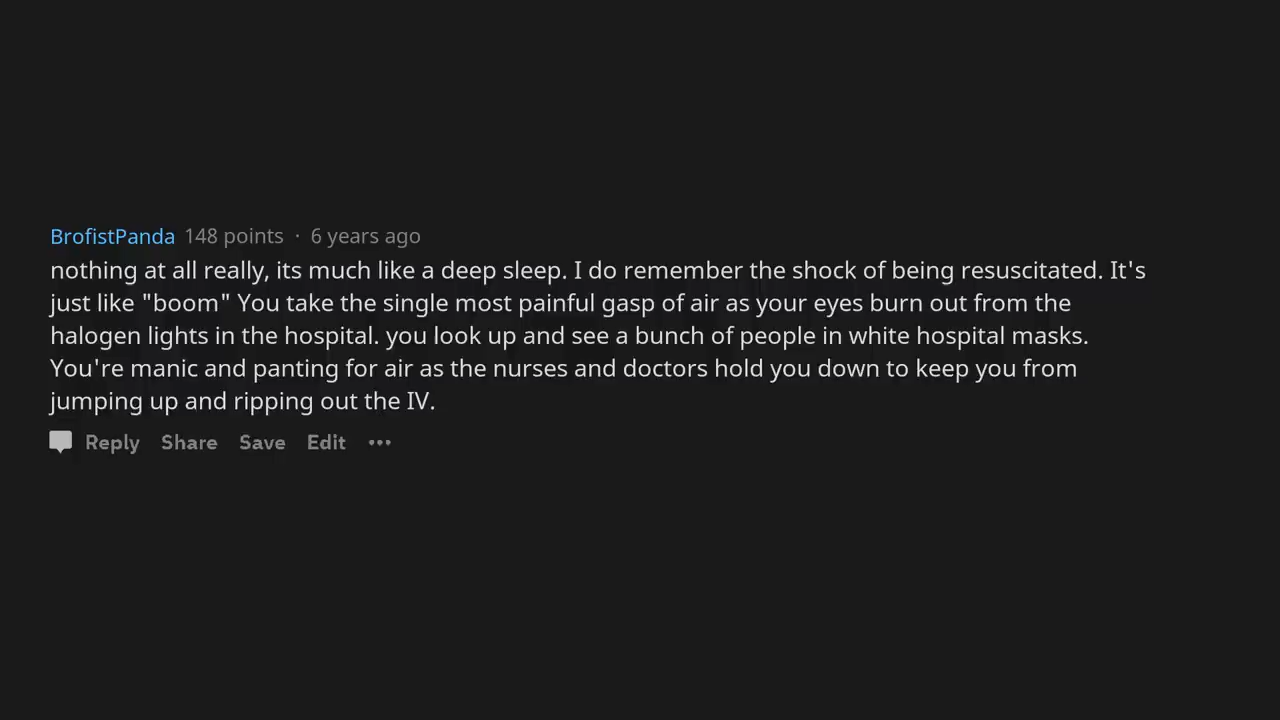 BrofistPanda 148 points · 6 years ago
nothing at all really, its much like a deep sleep. I do remember the shock of being resuscitated. It's
just like "boom" You take the single most painful gasp of air as your eyes burn out from the
halogen lights in the hospital. you look up and see a bunch of people in white hospital masks.
You're manic and panting for air as the nurses and doctors hold you down to keep you from
jumping up and ripping out the IV.
Reply Share Save Edit •••